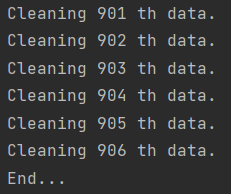 Cleaning 901 th data.
Cleaning 902 th data.
Cleaning 903 th data.
Cleaning 904 th data.
Cleaning 905 th data.
Cleaning 906 th data.
End...